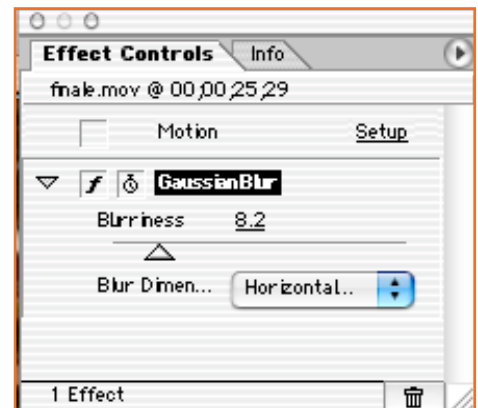 Effect Controls Info
finale.mov @ 00;00;25;29
Motion Setup
f Gaussian Blur
Blurriness 8.2
Blur Dimen... Horizontal..
1 Effect